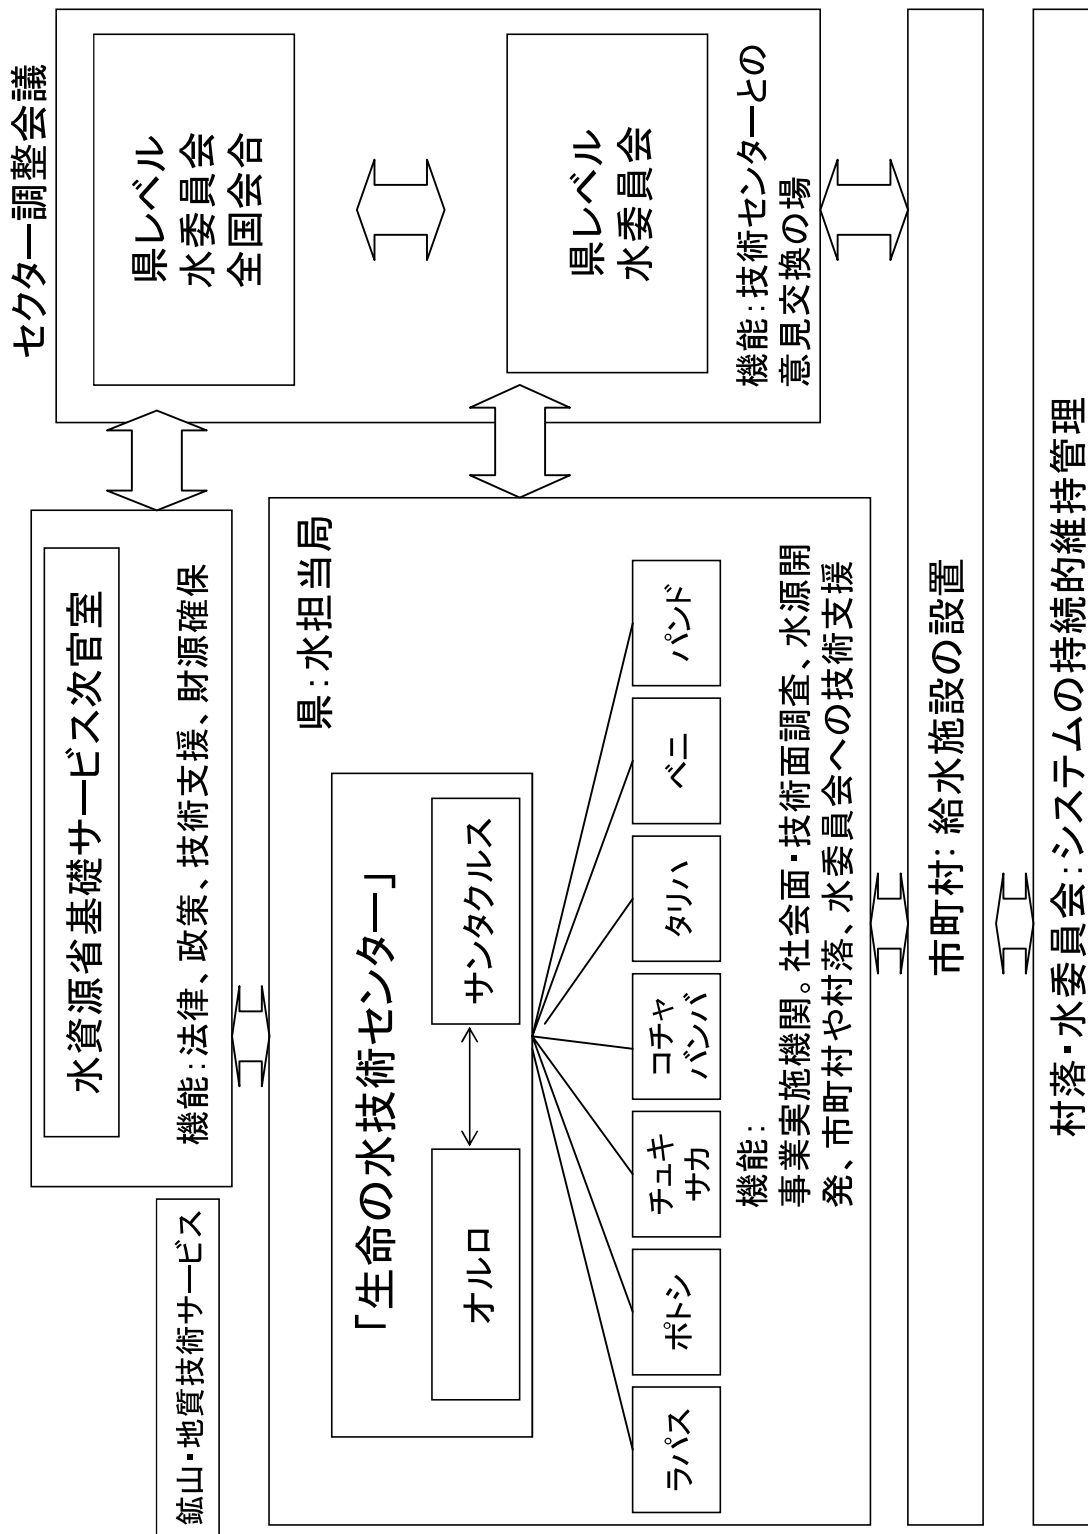 鉱山・地質技術サービス
水資源省基礎サービス次官室
機能：法律、政策、技術支援、財源確保
セクター調整会議
県レベル
水委員会
全国会合
県レベル
水委員会
機能：技術センターとの
意見交換の場
県：水担当局
「生命の水技術センター」
オルロ
サンタクルス
ラパス
ポトシ
チュキ
サカ
コチャ
バンバ
タリハ
ベニ
パンド
機能：
事業実施機関。社会面・技術面調査、水源開
発、市町村や村落、水委員会への技術支援
市町村：給水施設の設置
村落・水委員会：システムの持続的維持管理